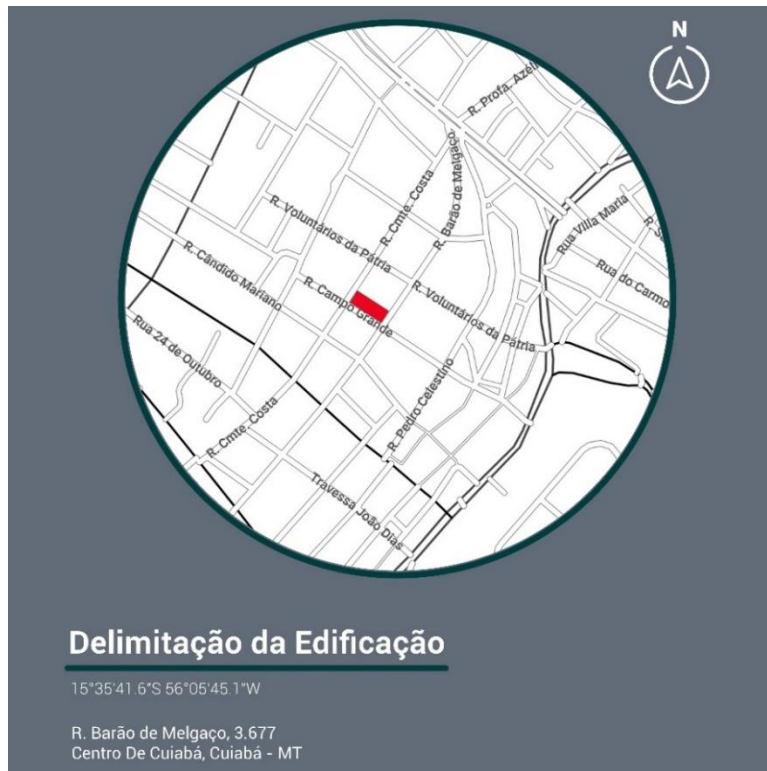 N
R. Profa. Azéli
R. Cmte. Costa
R. Barão de Melgaço
R. Voluntários da Pátria
R. Cândido Mariano
R. Campo Grande
R. Voluntários da Pátria
Rua Villa Maria
Rua do Carmo
Rua 24 de Outubro
R. Pedro Celestino
R. Cmte. Costa
Travessa João Dias
Delimitação da Edificação
15°35'41.6"S 56°05'45.1"W
R. Barão de Melgaço, 3.677
Centro De Cuiabá, Cuiabá - MT